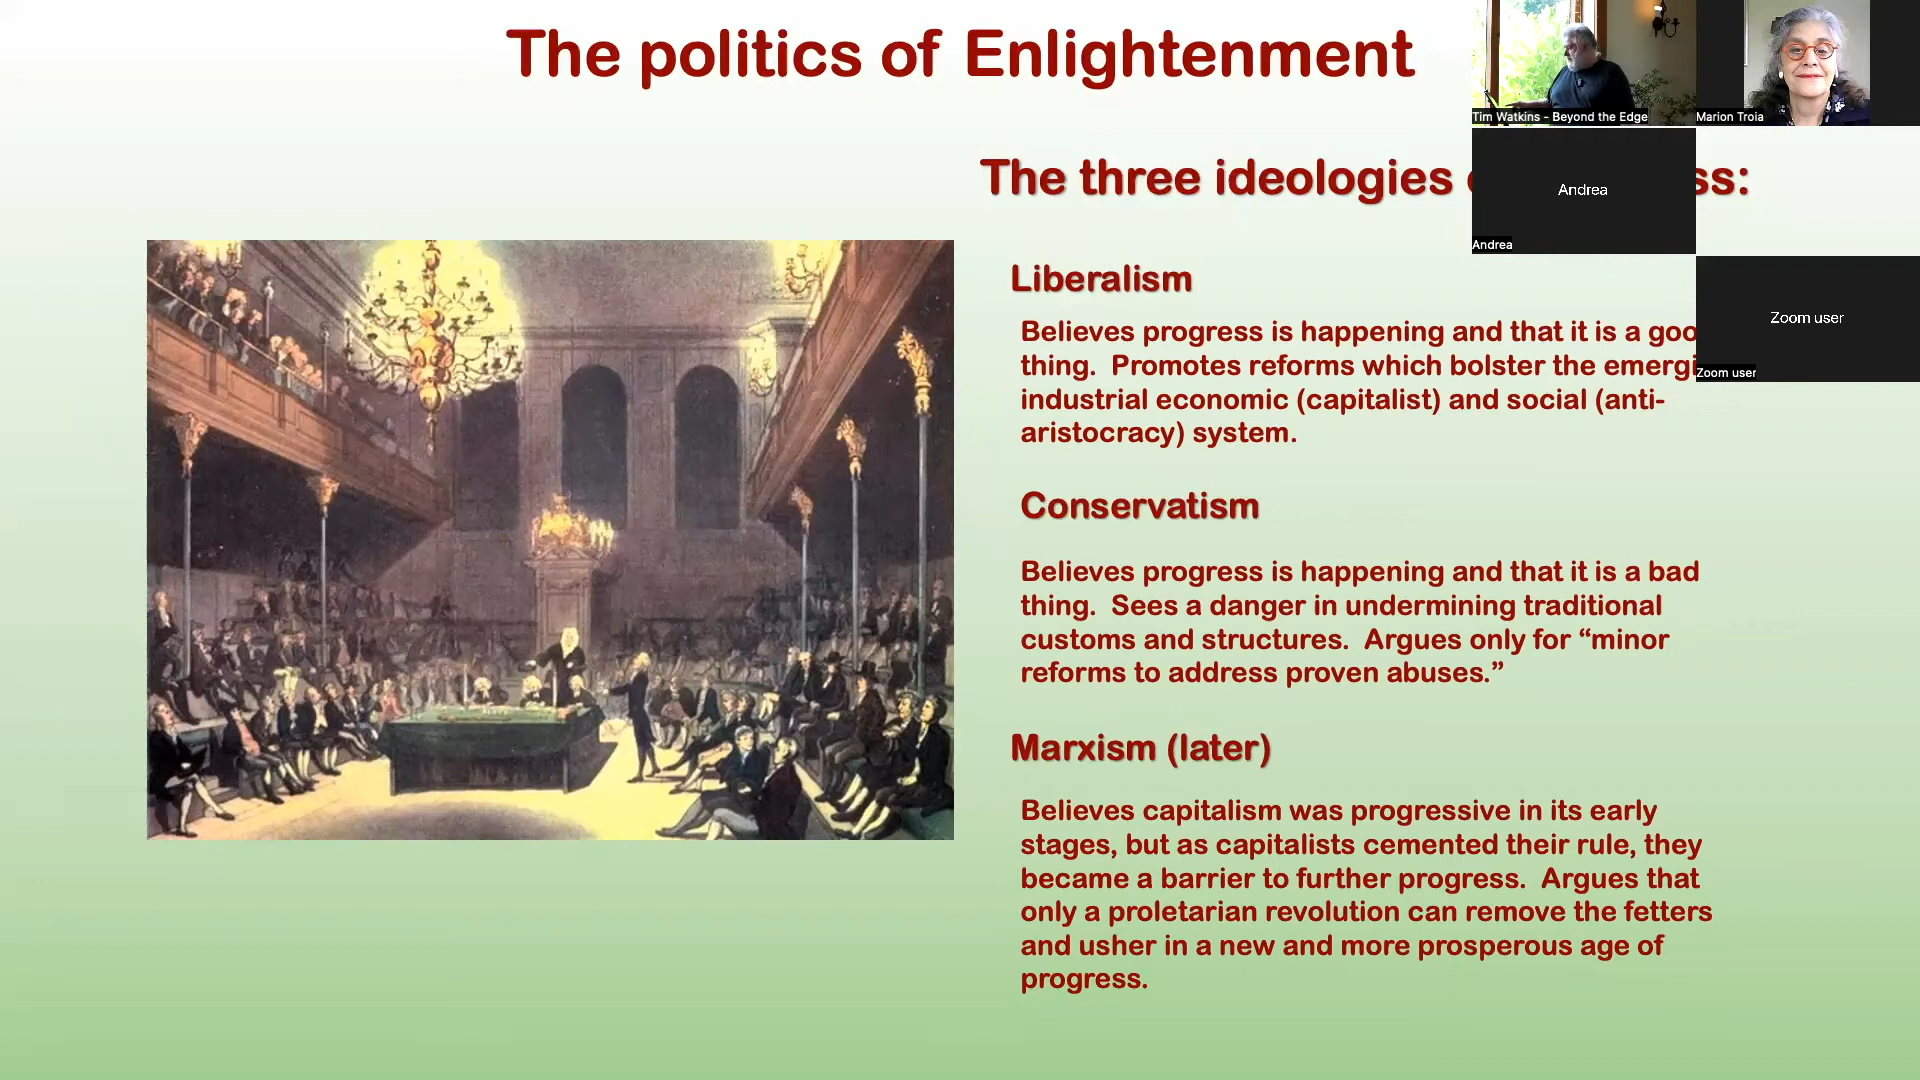 The politics of Enlightenment
Tim Watkins - Beyond the Edge
Marion Troia
The three ideologies
Andrea
Andrea
Liberalism
Zoom user
Zoom user
Believes progress is happening and that it is a goo
thing. Promotes reforms which bolster the emergi
industrial economic (capitalist) and social (anti-
aristocracy) system.
Conservatism
Believes progress is happening and that it is a bad
thing. Sees a danger in undermining traditional
customs and structures. Argues only for “minor
reforms to address proven abuses.”
Marxism (later)
Believes capitalism was progressive in its early
stages, but as capitalists cemented their rule, they
became a barrier to further progress. Argues that
only a proletarian revolution can remove the fetters
and usher in a new and more prosperous age of
progress.